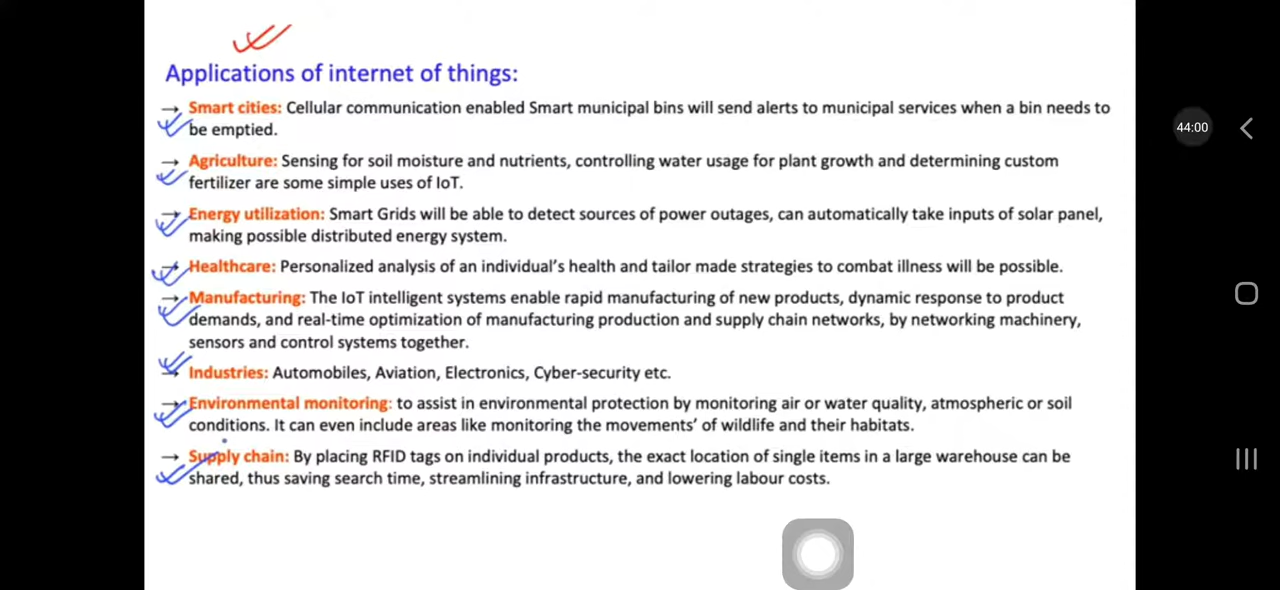 Applications of internet of things:
→ Smart cities: Cellular communication enabled Smart municipal bins will send alerts to municipal services when a bin needs to
be emptied.
→ Agriculture: Sensing for soil moisture and nutrients, controlling water usage for plant growth and determining custom
fertilizer are some simple uses of IoT.
→ Energy utilization: Smart Grids will be able to detect sources of power outages, can automatically take inputs of solar panel,
making possible distributed energy system.
→ Healthcare: Personalized analysis of an individual's health and tailor made strategies to combat illness will be possible.
→ Manufacturing: The IoT intelligent systems enable rapid manufacturing of new products, dynamic response to product
demands, and real-time optimization of manufacturing production and supply chain networks, by networking machinery,
sensors and control systems together.
→ Industries: Automobiles, Aviation, Electronics, Cyber-security etc.
→ Environmental monitoring: to assist in environmental protection by monitoring air or water quality, atmospheric or soil
conditions. It can even include areas like monitoring the movements' of wildlife and their habitats.
→ Supply chain: By placing RFID tags on individual products, the exact location of single items in a large warehouse can be
shared, thus saving search time, streamlining infrastructure, and lowering labour costs.
44:00